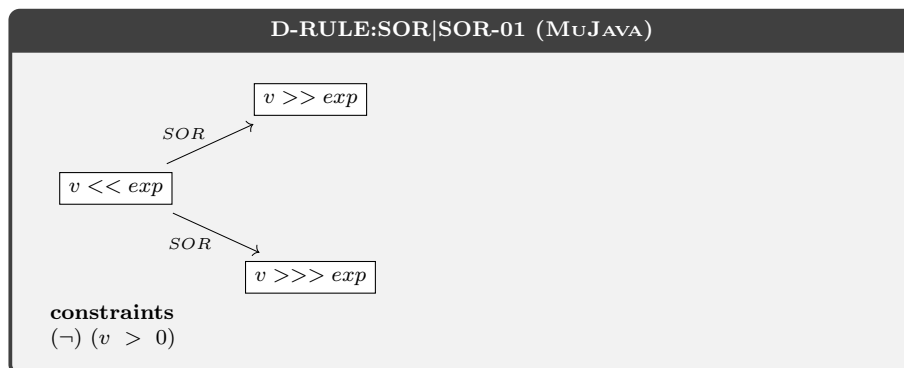 D-RULE:SOR|SOR-01 (MUJAVA)
v >> exp
SOR
v << exp
SOR
v >>> exp
constraints
(¬) (v > 0)